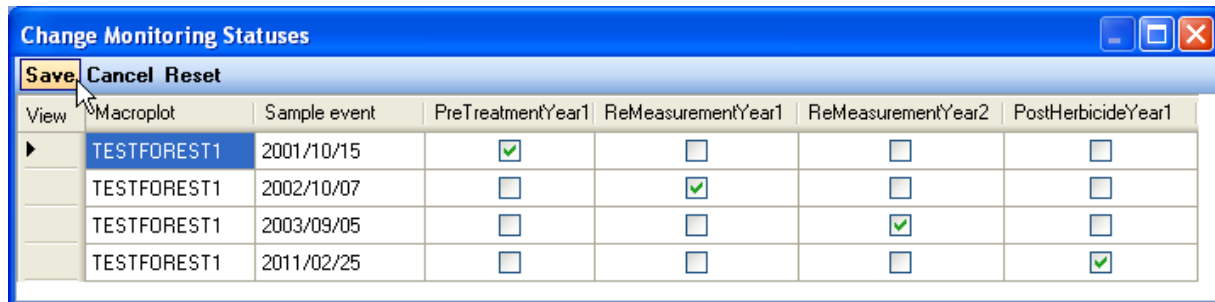 Change Monitoring Statuses
Save Cancel Reset
View Macroplot Sample event PreTreatmentYear1 ReMeasurementYear1 ReMeasurementYear2 PostHerbicideYear1
TESTFOREST1 2001/10/15
TESTFOREST1 2002/10/07
TESTFOREST1 2003/09/05
TESTFOREST1 2011/02/25